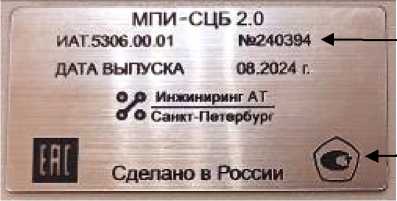 МПИ-СЦБ 2.0
ИАТ.5306.00.01 №240394
ДАТА ВЫПУСКА 08.2024 г.
Инжиниринг АТ
Санкт-Петербург
ЕАС Сделано в России